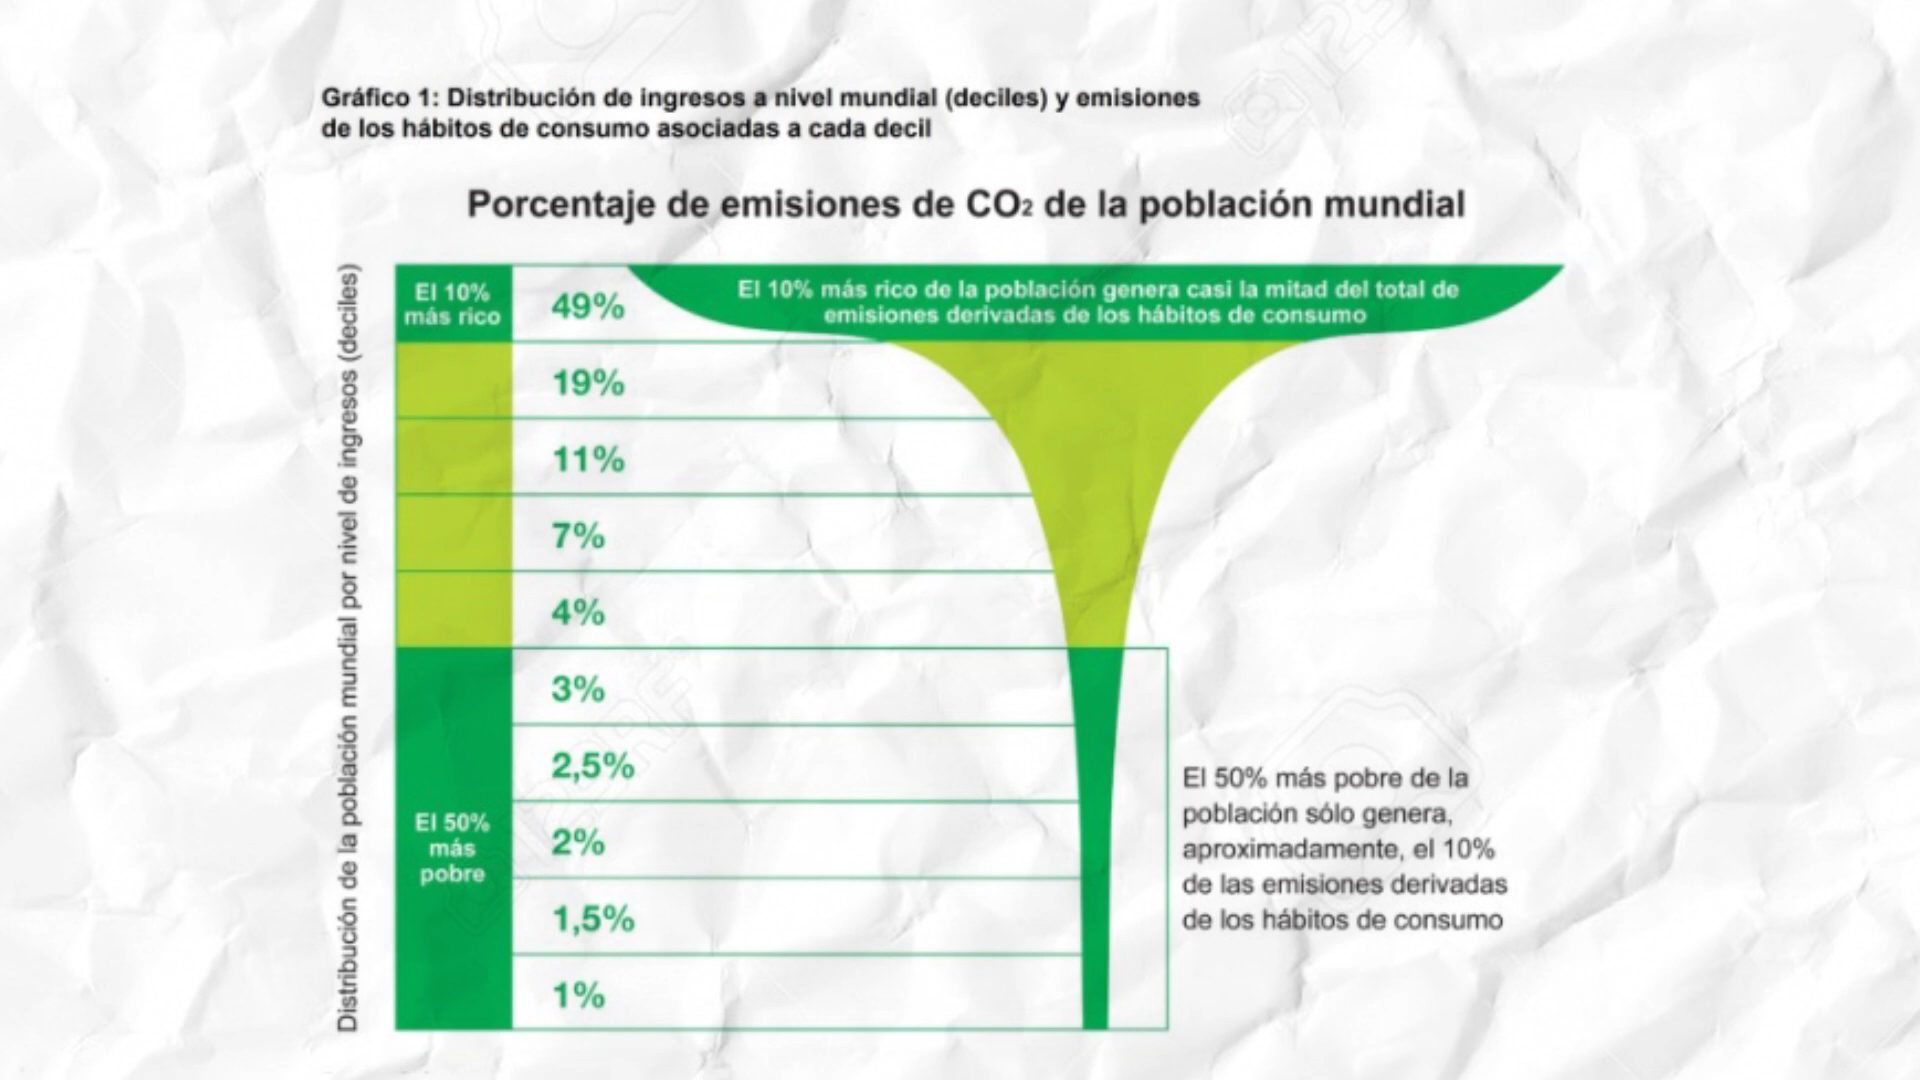 Gráfico 1: Distribución de ingresos a nivel mundial (deciles) y emisiones
de los hábitos de consumo asociadas a cada decil
Porcentaje de emisiones de CO₂ de la población mundial
Distribución de la población mundial por nivel de ingresos (deciles)
El 10%
más rico
49%
El 10% más rico de la población genera casi la mitad del total de
emisiones derivadas de los hábitos de consumo
19%
11%
7%
4%
3%
2,5%
2%
1,5%
1%
El 50%
más
pobre
El 50% más pobre de la
población sólo genera,
aproximadamente, el 10%
de las emisiones derivadas
de los hábitos de consumo